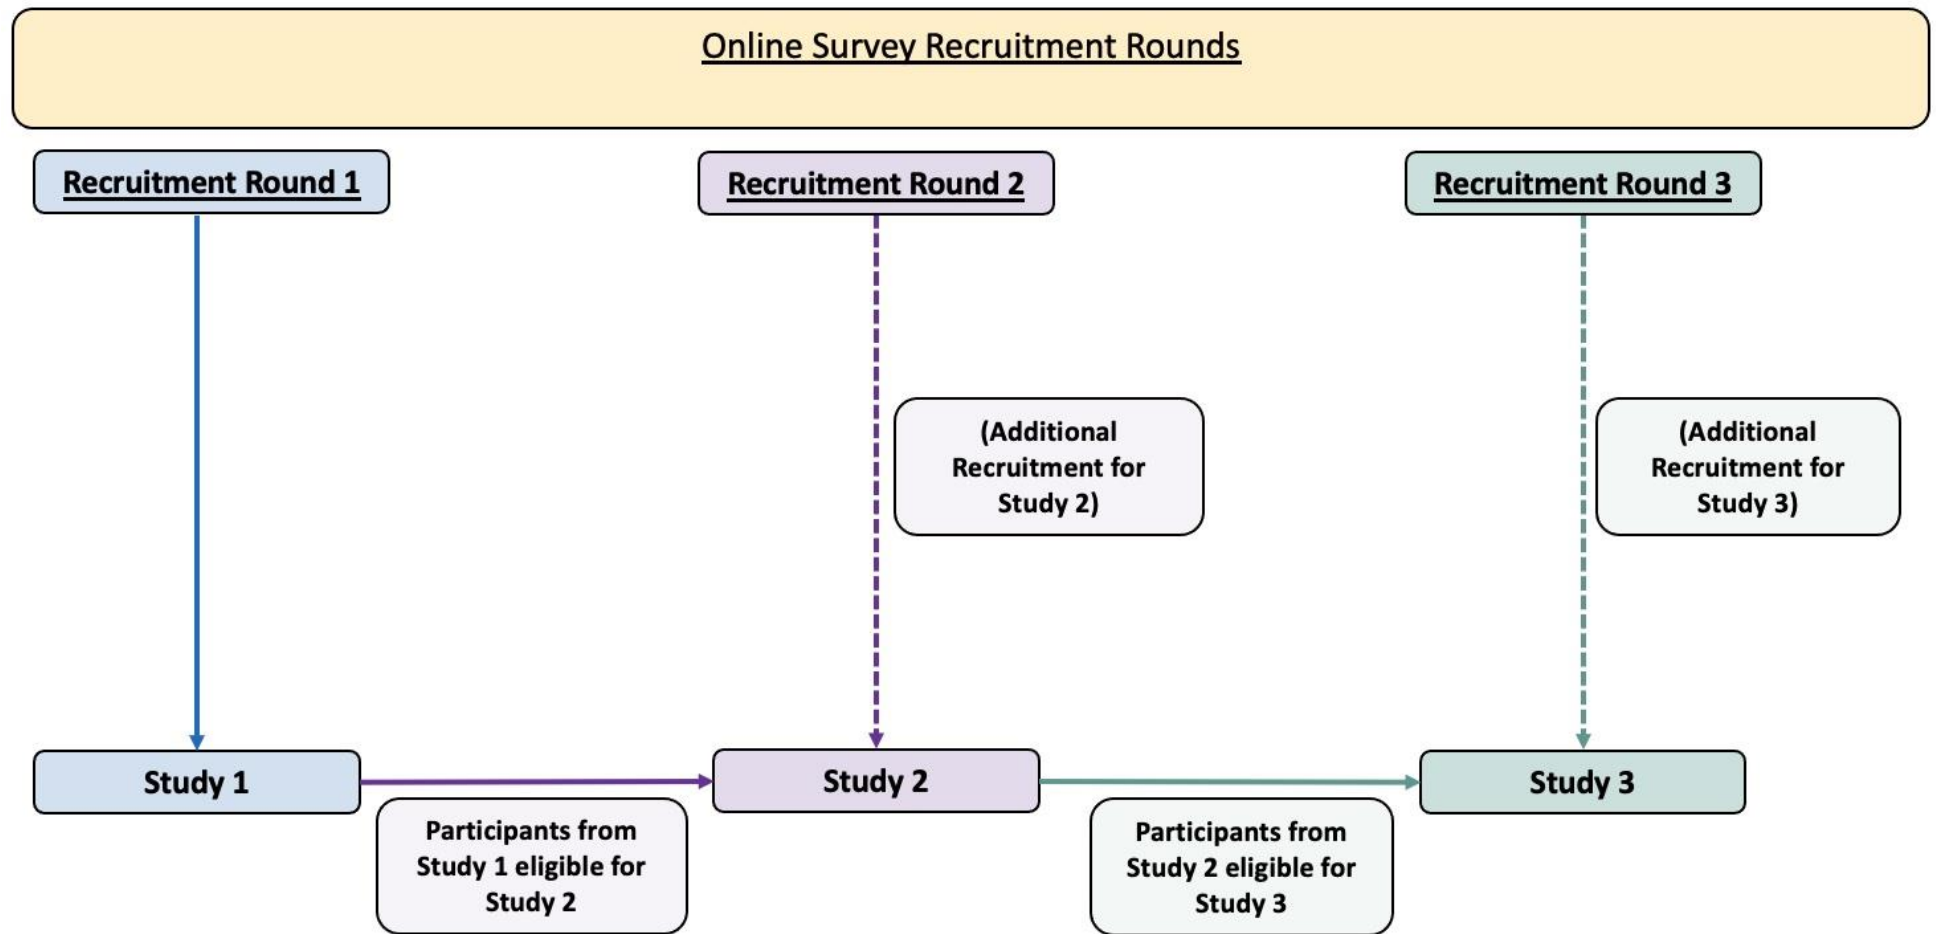 Online Survey Recruitment Rounds
Recruitment Round 1
Recruitment Round 2
Recruitment Round 3
(Additional
Recruitment for
Study 2)
(Additional
Recruitment for
Study 3)
Study 1
Study 2
Study 3
Participants from
Study 1 eligible for
Study 2
Participants from
Study 2 eligible for
Study 3